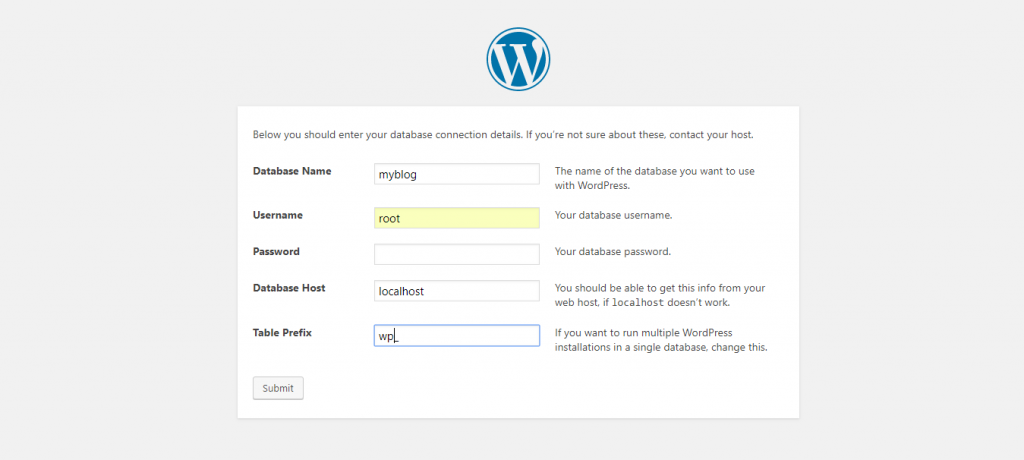 Below you should enter your database connection details. If you're not sure about these, contact your host.
Database Name
myblog
The name of the database you want to use
with WordPress.
Username
root
Your database username.
Password
Your database password.
Database Host
localhost
You should be able to get this info from your
web host, if localhost doesn't work.
Table Prefix
wp_
If you want to run multiple WordPress
installations in a single database, change this.
Submit